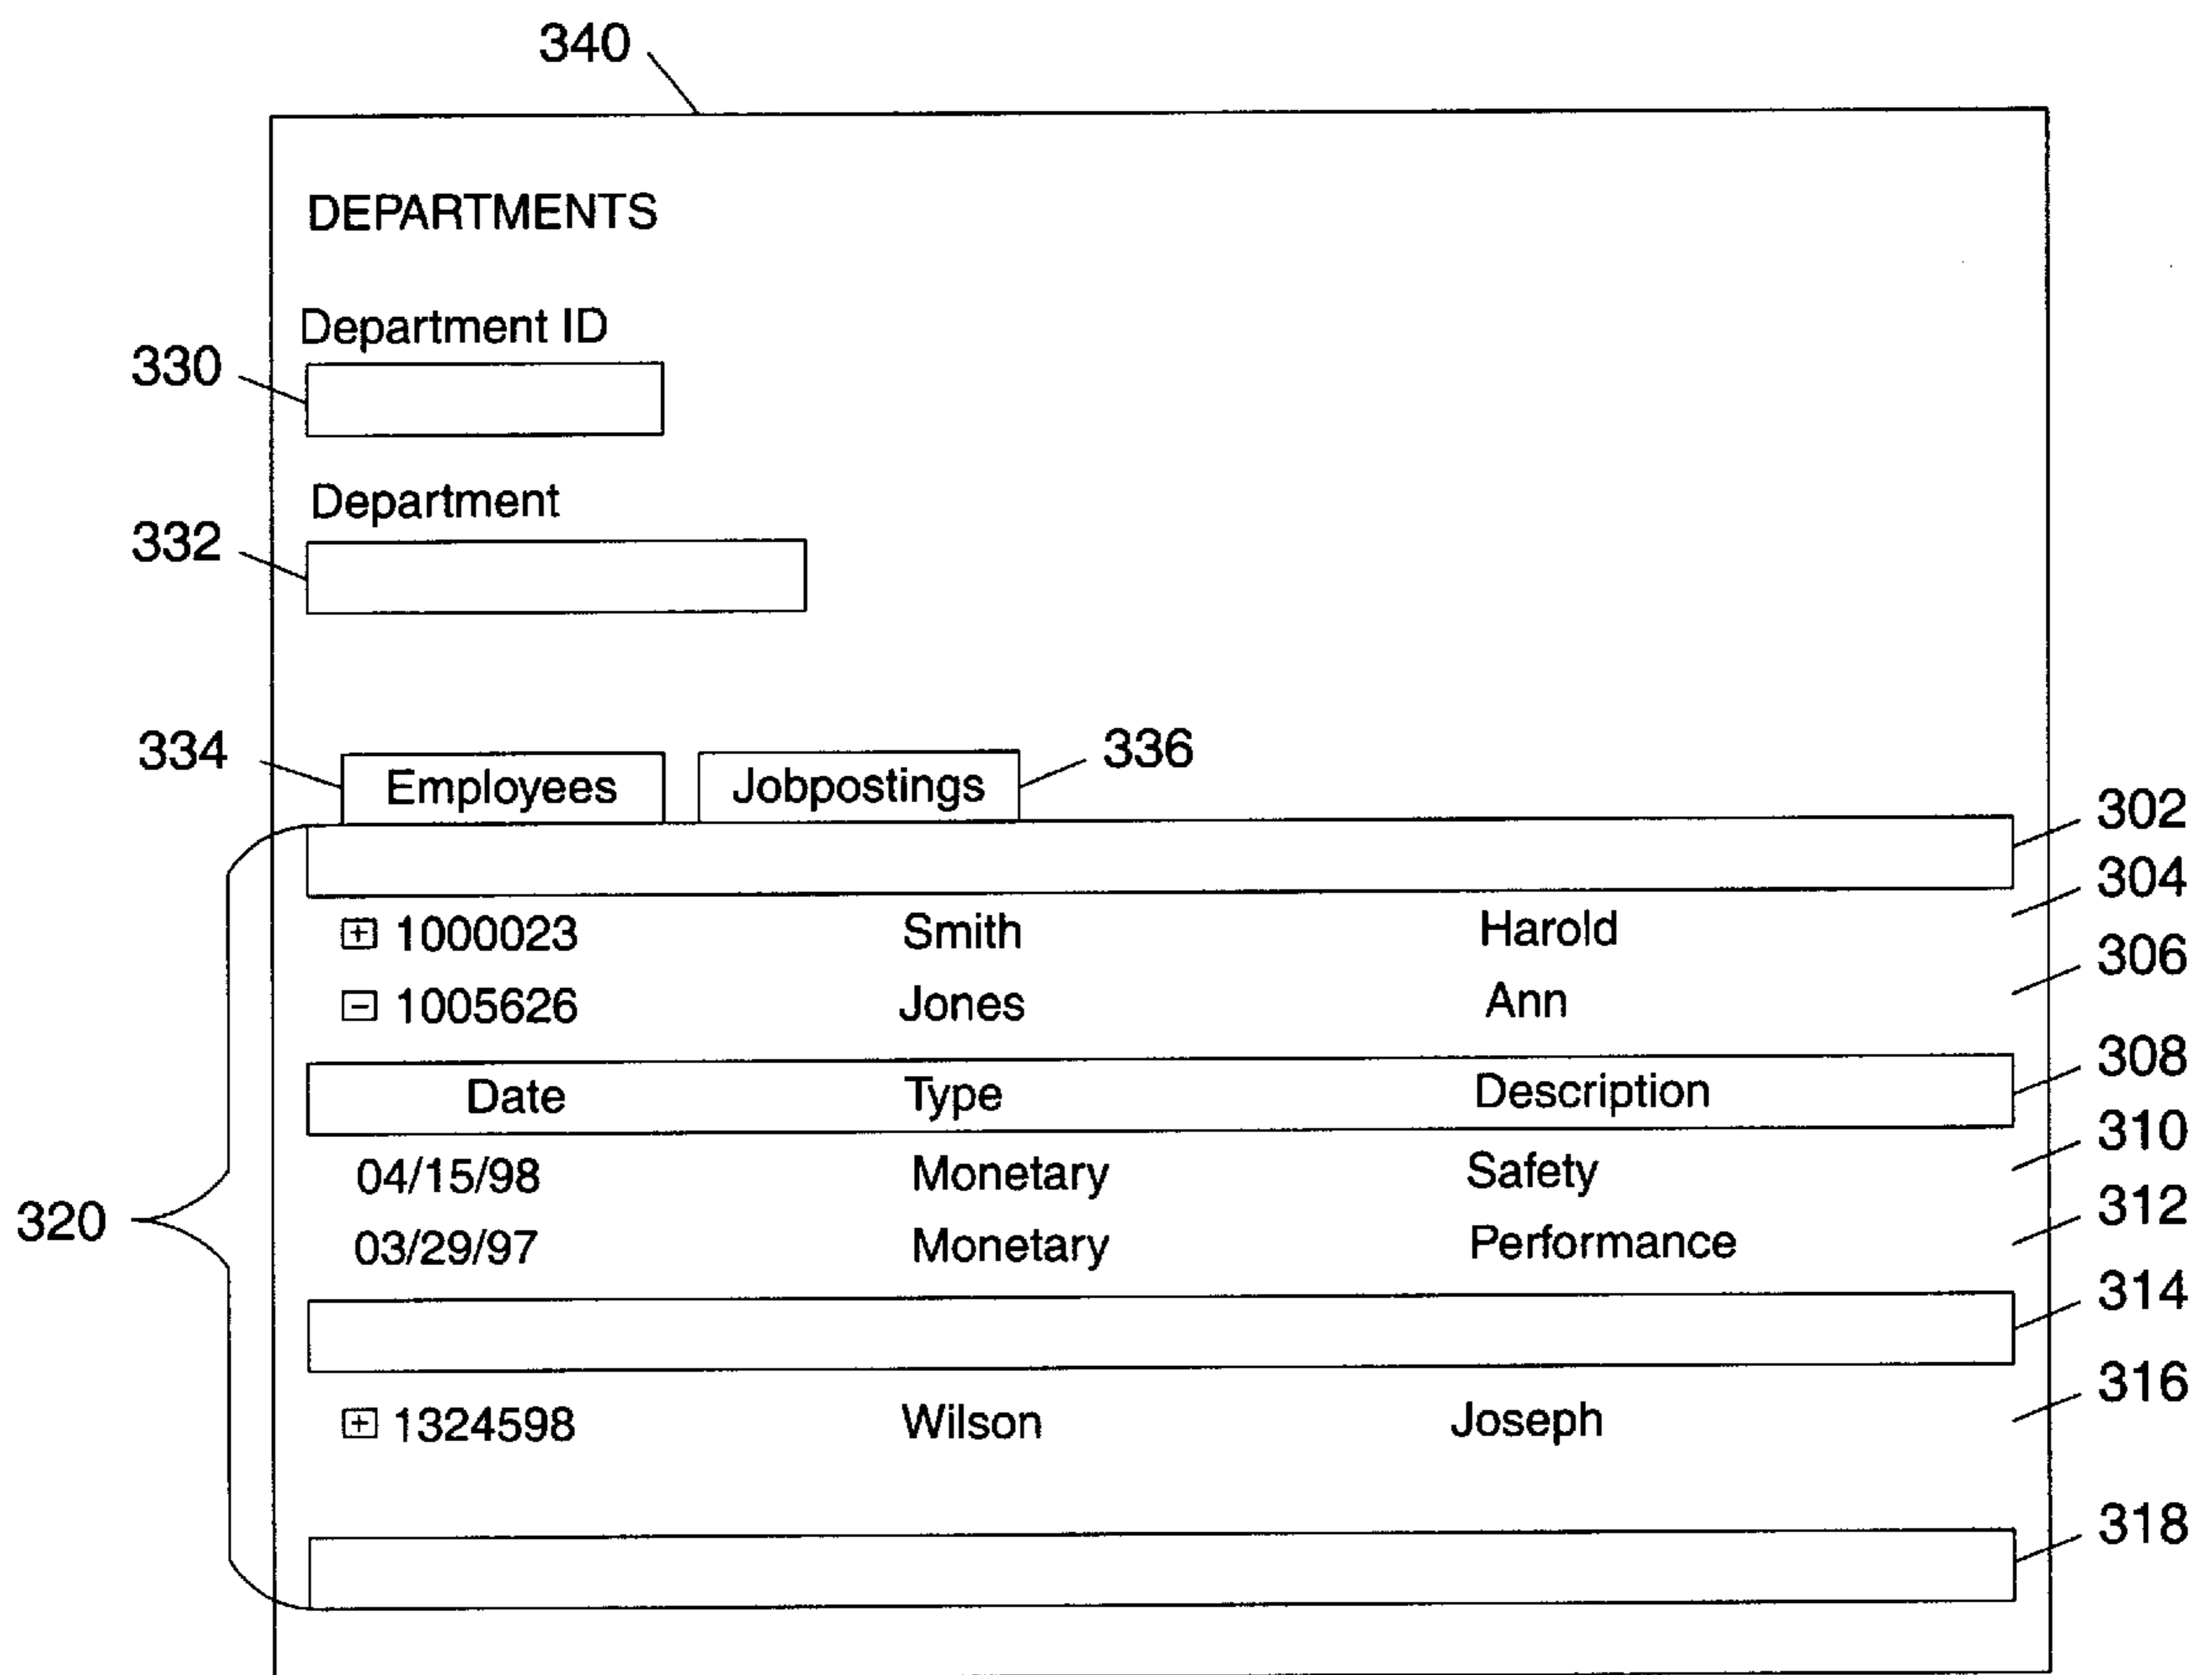 340
DEPARTMENTS
Department ID
330
Department
332
334 Employees Jobpostings 336
302
304
1000023 Smith Harold
306
1005626 Jones Ann
308
Date Type Description
310
04/15/98 Monetary Safety
312
03/29/97 Monetary Performance
320
314
316
1324598 Wilson Joseph
318